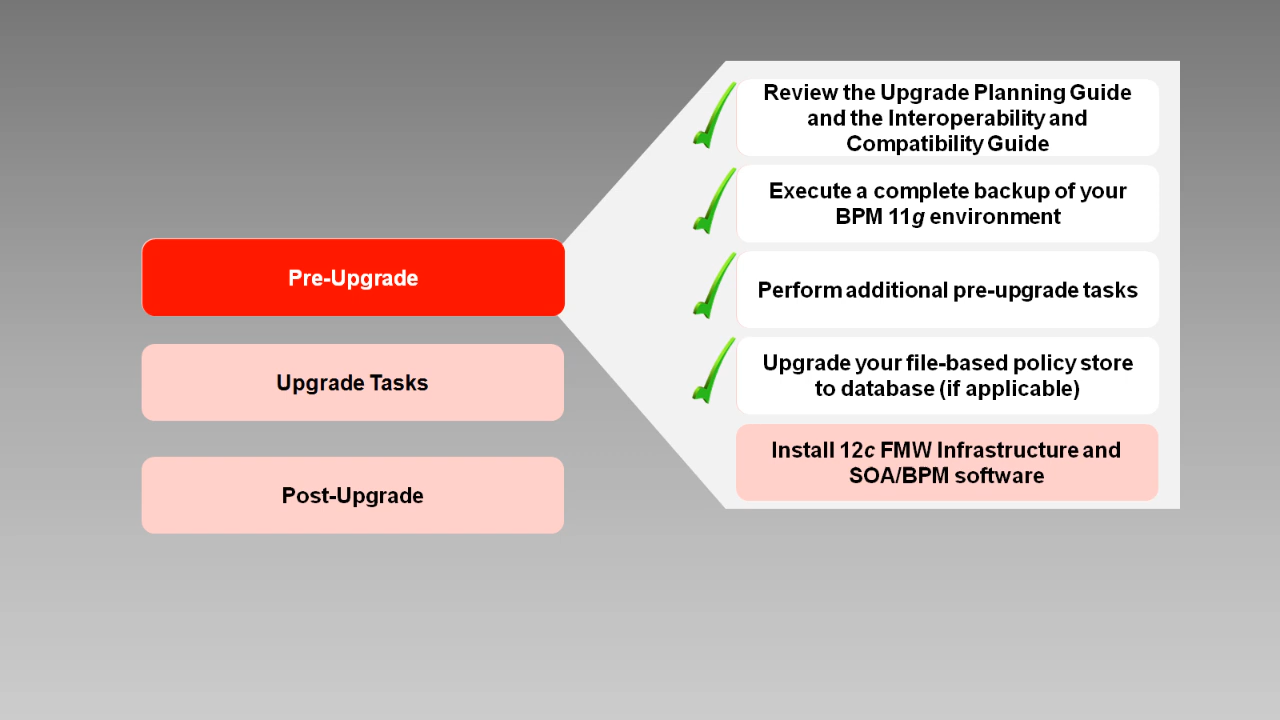 Pre-Upgrade
Upgrade Tasks
Post-Upgrade
Review the Upgrade Planning Guide
and the Interoperability and
Compatibility Guide
Execute a complete backup of your
BPM 11g environment
Perform additional pre-upgrade tasks
Upgrade your file-based policy store
to database (if applicable)
Install 12c FMW Infrastructure and
SOA/BPM software